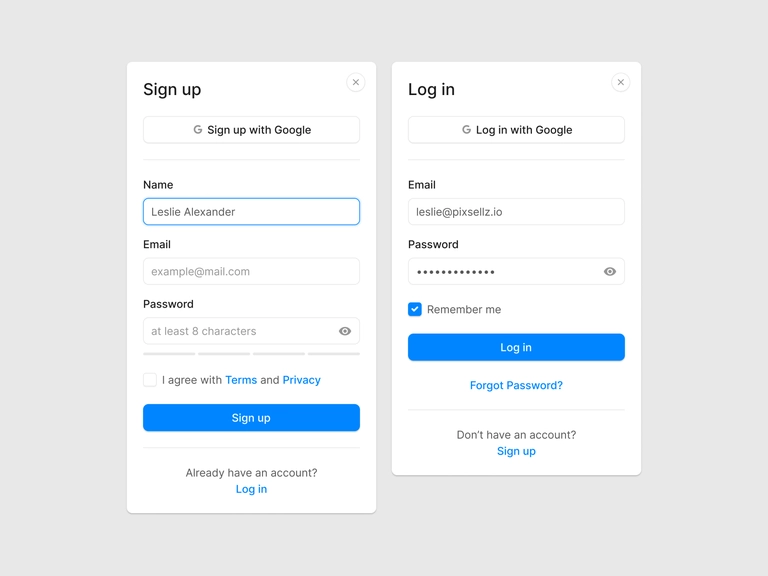 Sign up
G Sign up with Google
Name
Leslie Alexander
Email
example@mail.com
Password
at least 8 characters
I agree with Terms and Privacy
Sign up
Already have an account?
Log in
Log in
G Log in with Google
Email
leslie@pixsellz.io
Password
•••••••••••••
Remember me
Log in
Forgot Password?
Don’t have an account?
Sign up